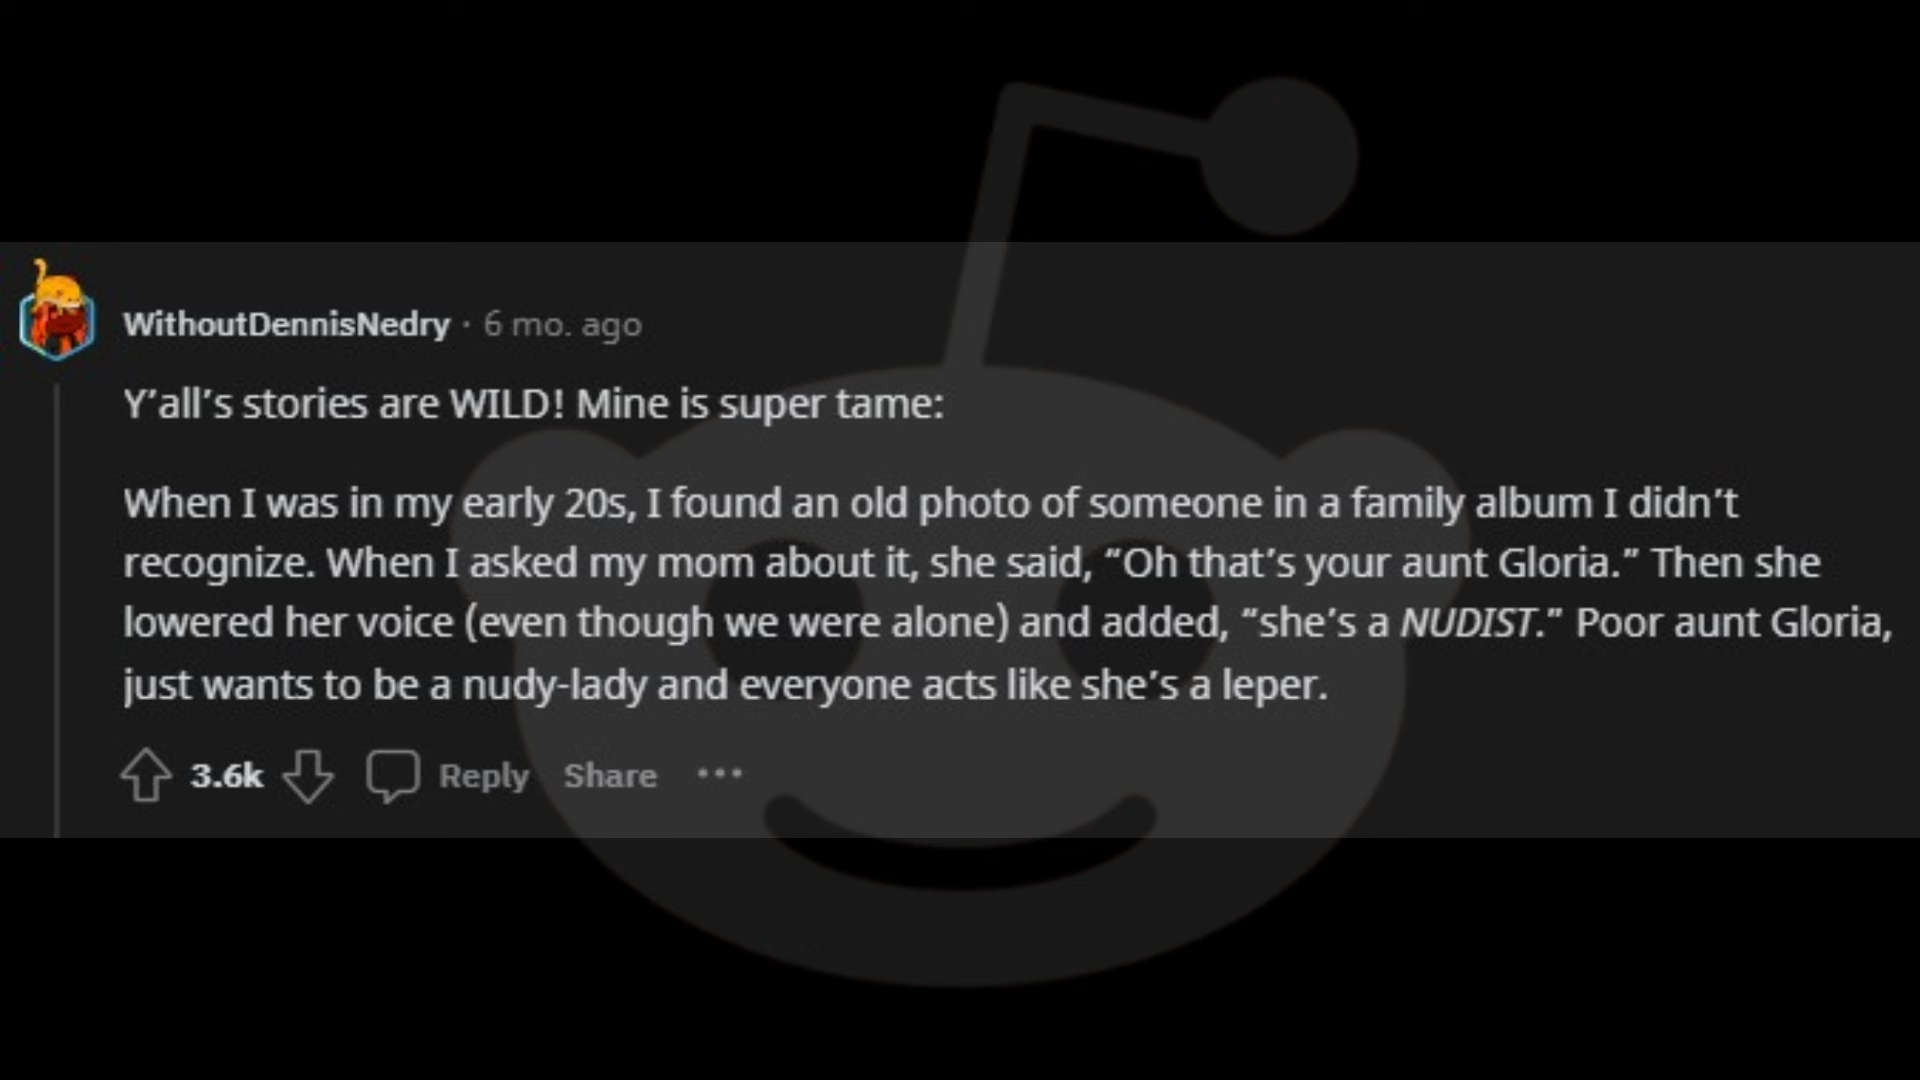 WithoutDennisNedry · 6 mo. ago
Y’all’s stories are WILD! Mine is super tame:
When I was in my early 20s, I found an old photo of someone in a family album I didn’t
recognize. When I asked my mom about it, she said, “Oh that’s your aunt Gloria.” Then she
lowered her voice (even though we were alone) and added, “she’s a NUDIST.” Poor aunt Gloria,
just wants to be a nudy-lady and everyone acts like she’s a leper.
3.6k Reply Share ···